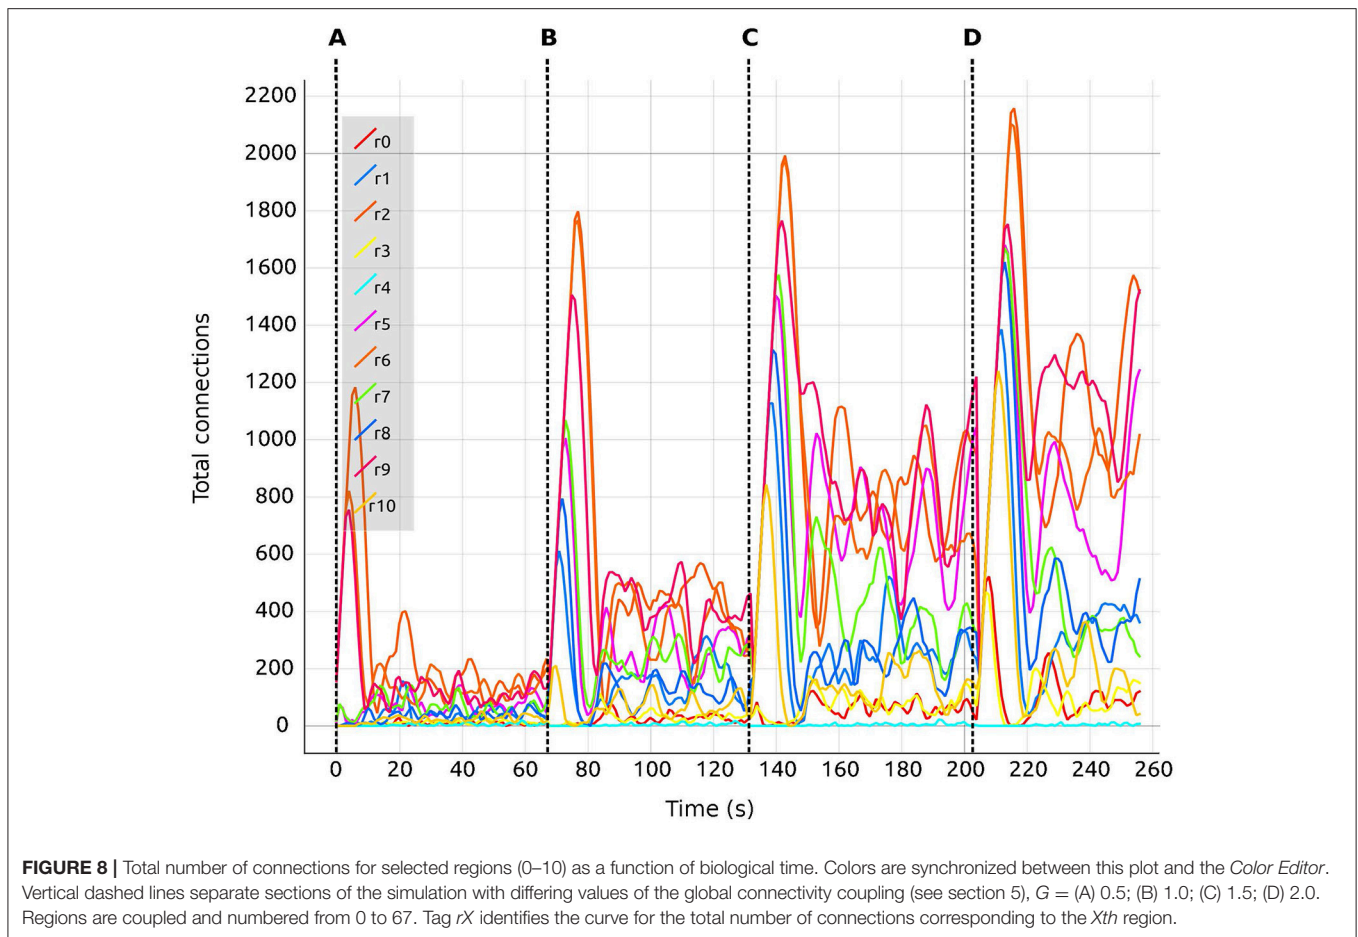 A B C D
2200
2000
1800
1600
1400
1200
1000
800
600
400
200
0
Total connections
r0
r1
r2
r3
r4
r5
r6
r7
r8
r9
r10
0 20 40 60 80 100 120 140 160 180 200 220 240 260
Time (s)
FIGURE 8 | Total number of connections for selected regions (0–10) as a function of biological time. Colors are synchronized between this plot and the Color Editor.
Vertical dashed lines separate sections of the simulation with differing values of the global connectivity coupling (see section 5), G = (A) 0.5; (B) 1.0; (C) 1.5; (D) 2.0.
Regions are coupled and numbered from 0 to 67. Tag rX identifies the curve for the total number of connections corresponding to the Xth region.